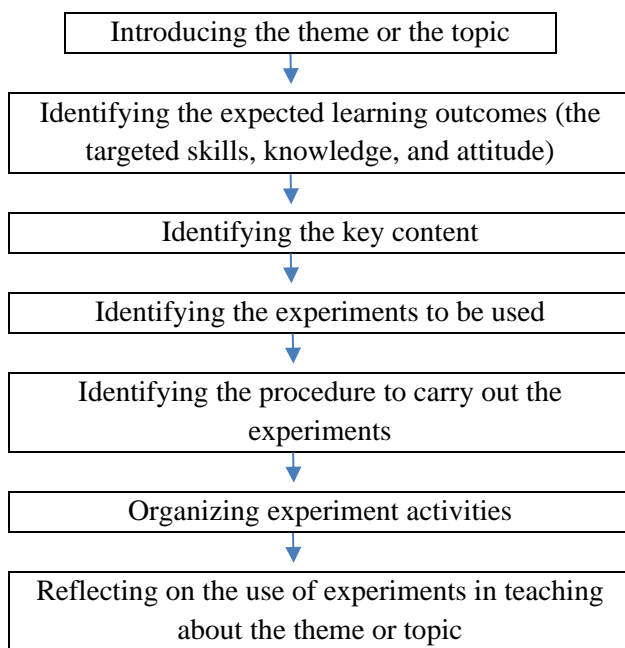 Introducing the theme or the topic
Identifying the expected learning outcomes (the
targeted skills, knowledge, and attitude)
Identifying the key content
Identifying the experiments to be used
Identifying the procedure to carry out the
experiments
Organizing experiment activities
Reflecting on the use of experiments in teaching
about the theme or topic